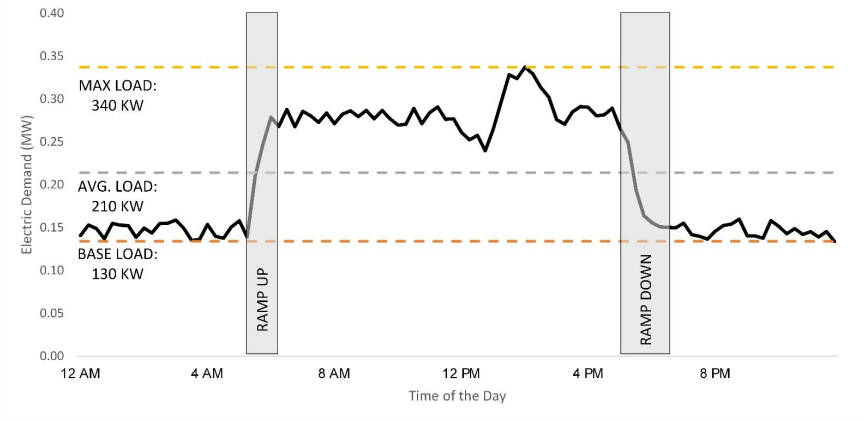 0.40
0.35
MAX LOAD:
340 KW
0.30
0.25
0.20
AVG. LOAD:
210 KW
0.15
BASE LOAD:
130 KW
0.10
0.05
0.00
Electric Demand (MW)
RAMP UP
RAMP DOWN
12 AM
4 AM
8 AM
12 PM
4 PM
8 PM
Time of the Day